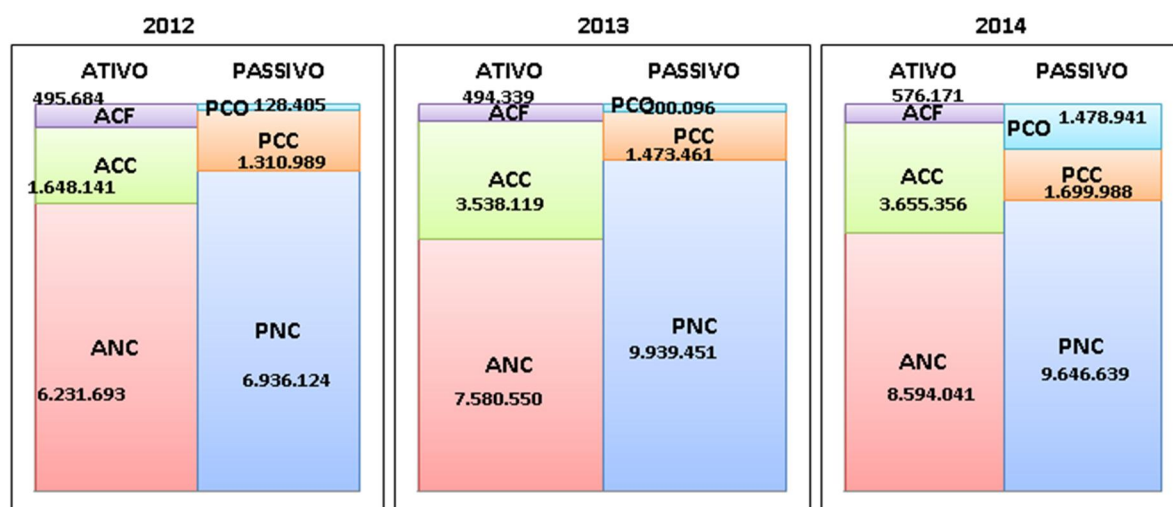 2012
ATIVO PASSIVO
495.684
PCO 128.405
ACF
PCC
1.310.989
ACC
1.648.141
ANC
PNC
6.231.693
6.936.124
2013
ATIVO PASSIVO
494.339
PCO 200.096
ACF
PCC
1.473.461
ACC
3.538.119
PNC
9.939.451
ANC
7.580.550
2014
ATIVO PASSIVO
576.171
ACF
1.478.941
PCO
ACC
PCC
3.655.356
1.699.988
PNC
ANC
9.646.639
8.594.041